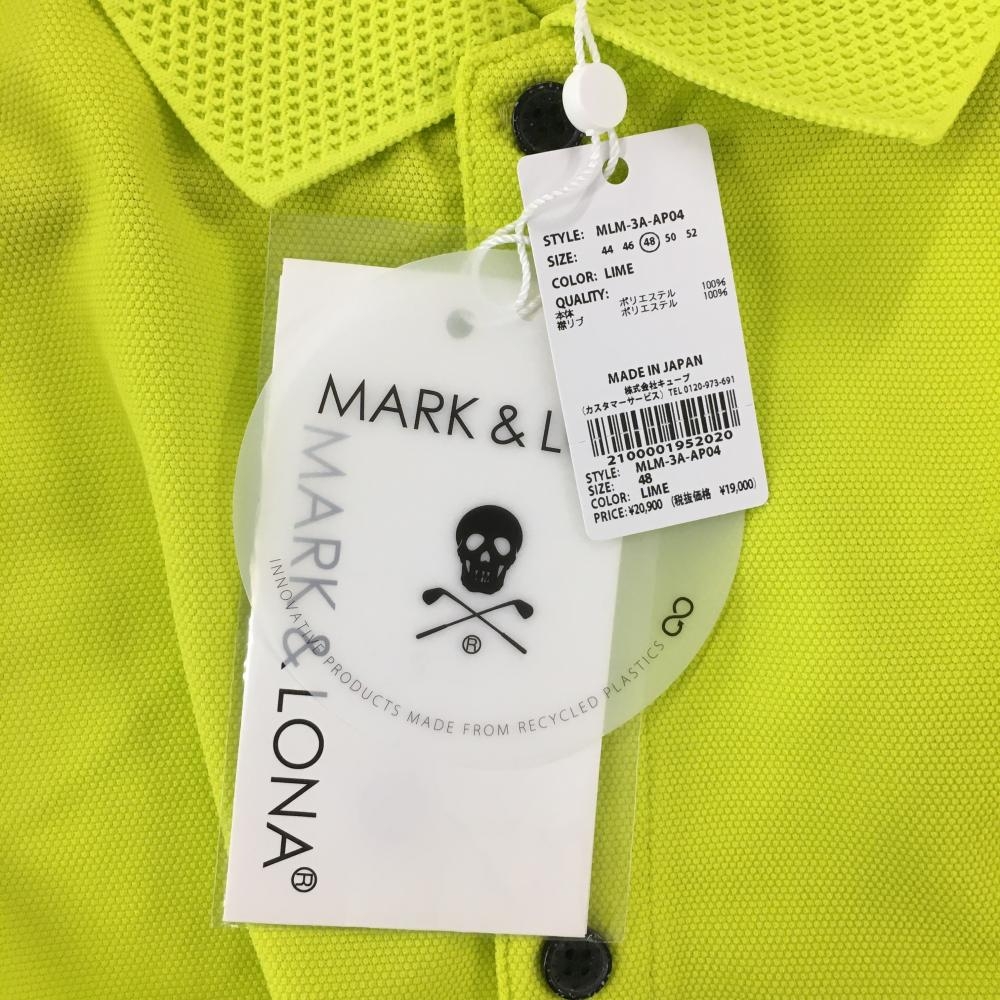 STYLE: MLM-3A-AP04
SIZE: 44 46 48 50 52
COLOR: LIME
QUALITY:
本体 ポリエステル 100%
襟リブ ポリエステル 100%
MADE IN JAPAN
株式会社キューブ
(カスタマーサービス) TEL 0120-973-691
2100001952020
STYLE: MLM-3A-AP04
SIZE: 48
COLOR: LIME
PRICE: ¥20,900 (税抜価格 ¥19,000)
MARK & L
®
INNOVATIVE PRODUCTS MADE FROM RECYCLED PLASTICS
MARK & LONA®